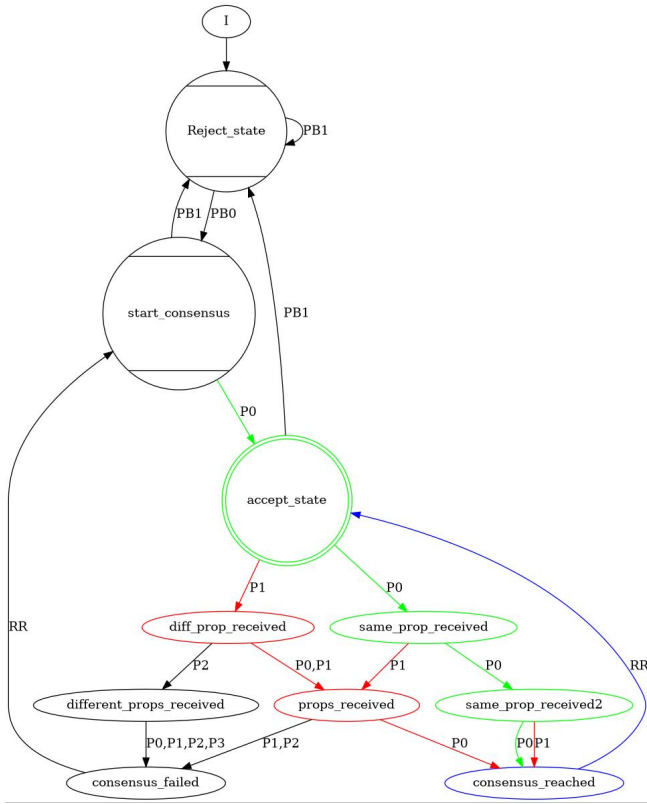 I
Reject_state
PB1
PB1
PB0
start_consensus
PB1
P0
accept_state
P1
P0
diff_prop_received
same_prop_received
RR
P2
P0,P1
P1
P0
RR
different_props_received
props_received
same_prop_received2
P0,P1,P2,P3
P1,P2
P0
P0
P1
consensus_failed
consensus_reached